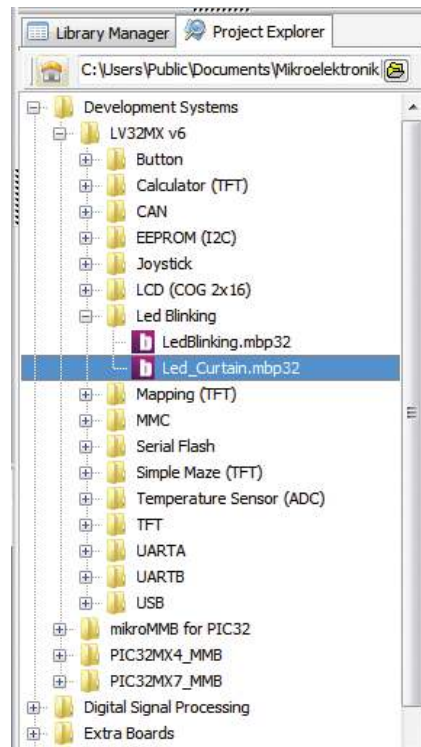 Library Manager Project Explorer
C:\Users\Public\Documents\Mikroelektronik
Development Systems
LV32MX v6
Button
Calculator (TFT)
CAN
EEPROM (I2C)
Joystick
LCD (COG 2x16)
Led Blinking
LedBlinking.mbp32
Led_Curtain.mbp32
Mapping (TFT)
MMC
Serial Flash
Simple Maze (TFT)
Temperature Sensor (ADC)
TFT
UARTA
UARTB
USB
mikroMMB for PIC32
PIC32MX4_MMB
PIC32MX7_MMB
Digital Signal Processing
Extra Boards